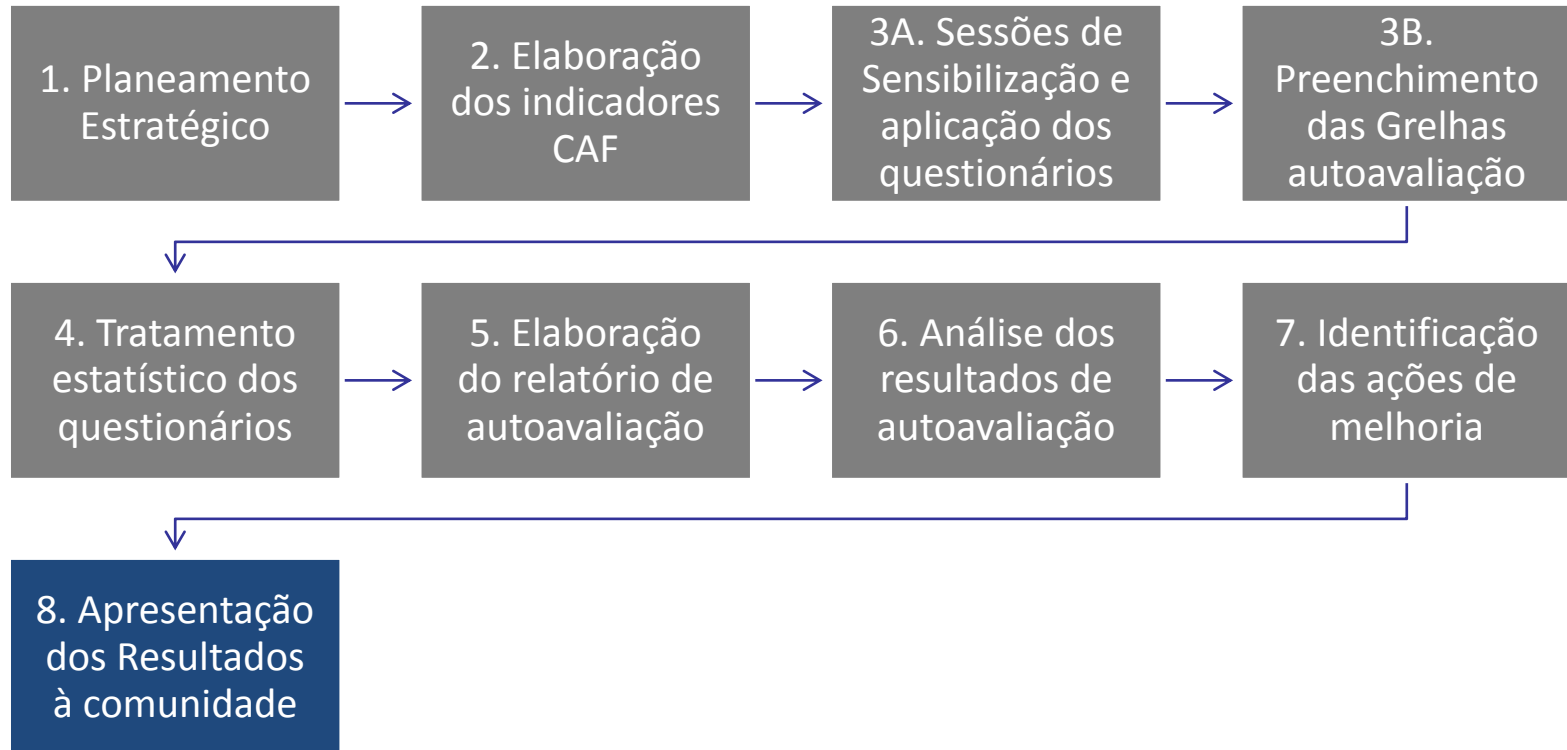 1. Planeamento
Estratégico
2. Elaboração
dos indicadores
CAF
3A. Sessões de
Sensibilização e
aplicação dos
questionários
3B.
Preenchimento
das Grelhas
autoavaliação
4. Tratamento
estatístico dos
questionários
5. Elaboração
do relatório de
autoavaliação
6. Análise dos
resultados de
autoavaliação
7. Identificação
das ações de
melhoria
8. Apresentação
dos Resultados
à comunidade